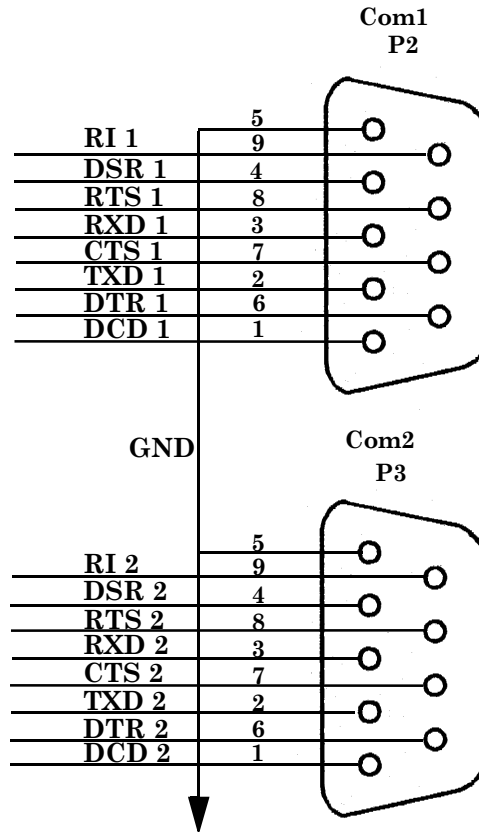 Com1
P2
5
RI 1 9
DSR 1 4
RTS 1 8
RXD 1 3
CTS 1 7
TXD 1 2
DTR 1 6
DCD 1 1
GND
Com2
P3
5
RI 2 9
DSR 2 4
RTS 2 8
RXD 2 3
CTS 2 7
TXD 2 2
DTR 2 6
DCD 2 1